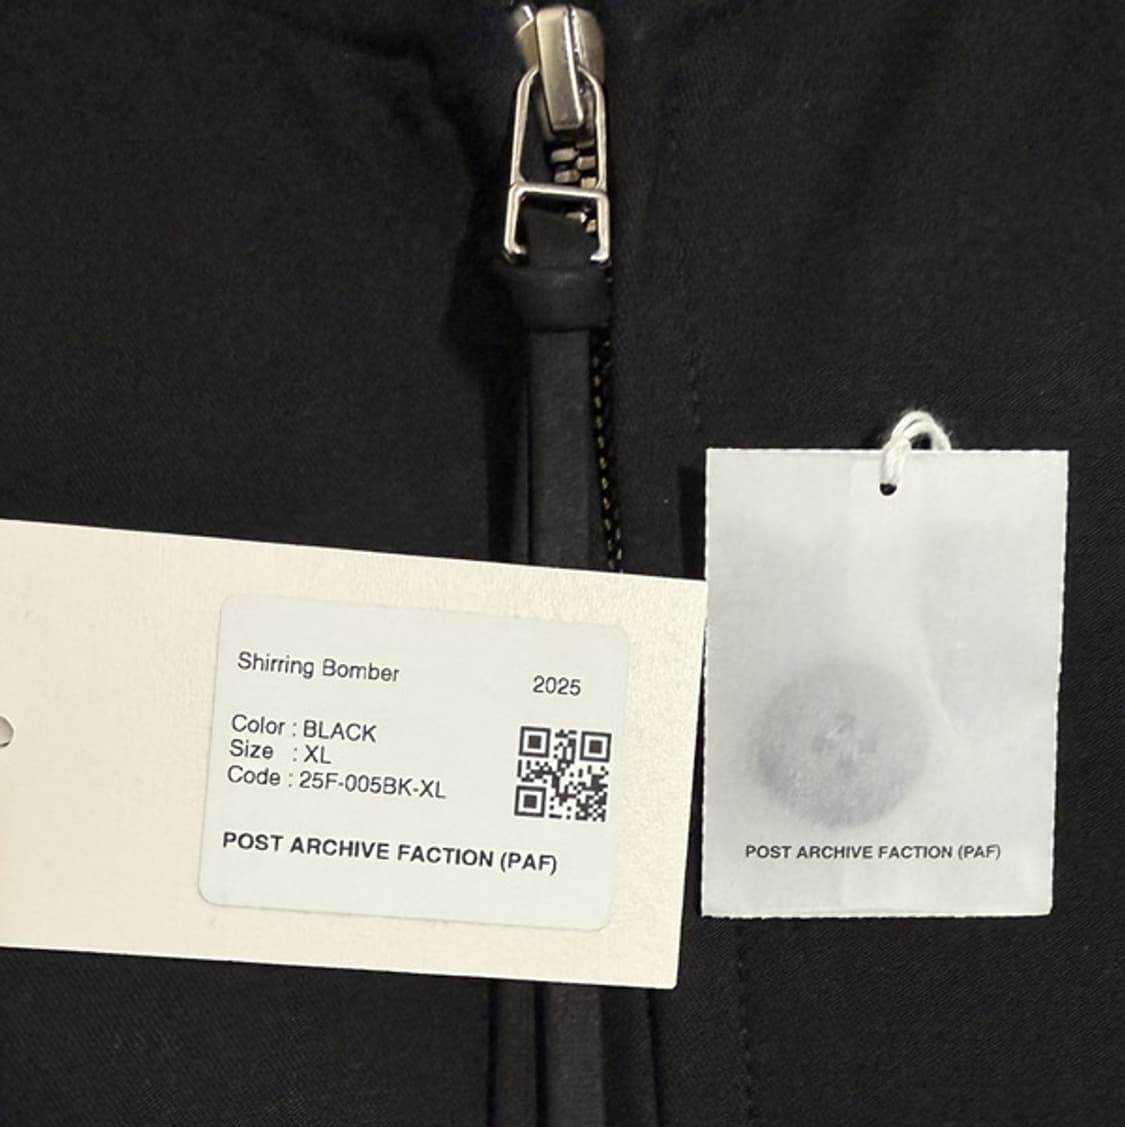 Shirring Bomber 2025
Color : BLACK
Size : XL
Code : 25F-005BK-XL
POST ARCHIVE FACTION (PAF)
POST ARCHIVE FACTION (PAF)